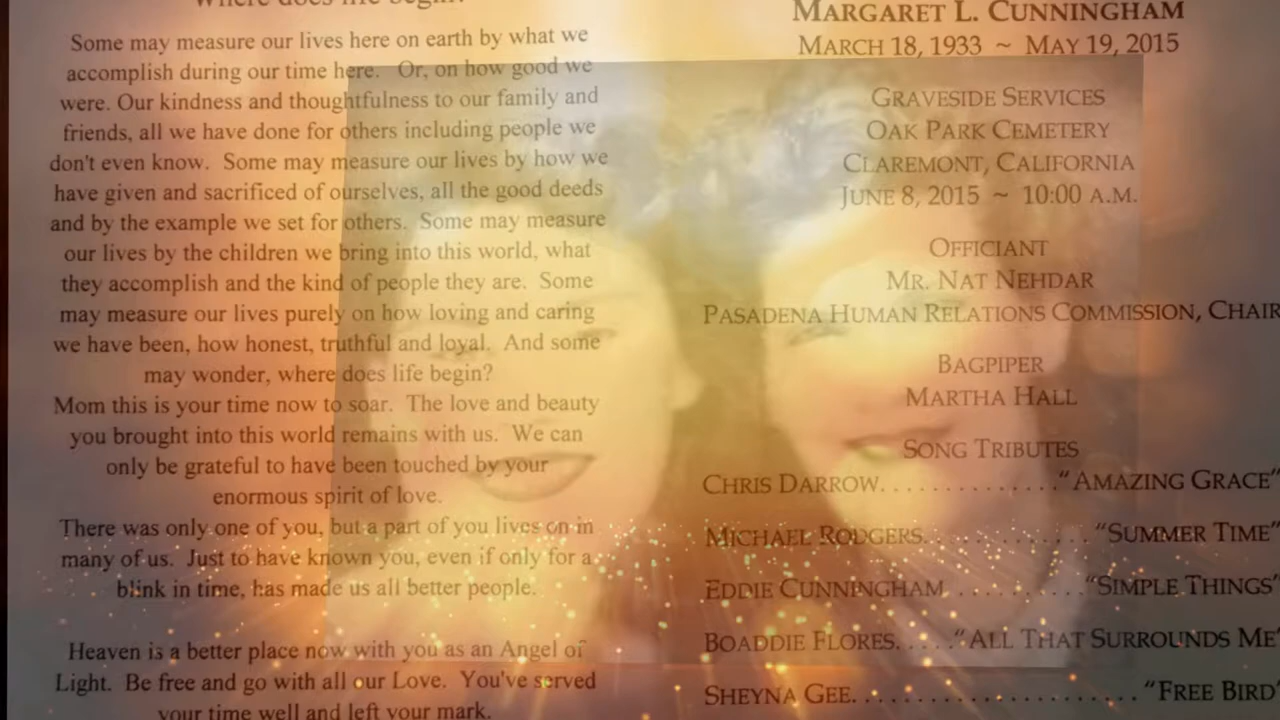 Where does life begin?
Some may measure our lives here on earth by what we
accomplish during our time here. Or, on how good we
were. Our kindness and thoughtfulness to our family and
friends, all we have done for others including people we
don't even know. Some may measure our lives by how we
have given and sacrificed of ourselves, all the good deeds
and by the example we set for others. Some may measure
our lives by the children we bring into this world, what
they accomplish and the kind of people they are. Some
may measure our lives purely on how loving and caring
we have been, how honest, truthful and loyal. And some
may wonder, where does life begin?
Mom this is your time now to soar. The love and beauty
you brought into this world remains with us. We can
only be grateful to have been touched by your
enormous spirit of love.
There was only one of you, but a part of you lives on in
many of us. Just to have known you, even if only for a
blink in time, has made us all better people.
Heaven is a better place now with you as an Angel of
Light. Be free and go with all our Love. You've served
your time well and left your mark.
MARGARET L. CUNNINGHAM
MARCH 18, 1933 ~ MAY 19, 2015
GRAVESIDE SERVICES
OAK PARK CEMETERY
CLAREMONT, CALIFORNIA
JUNE 8, 2015 ~ 10:00 A.M.
OFFICIANT
MR. NAT NEHDAR
PASADENA HUMAN RELATIONS COMMISSION, CHAIR
BAGPIPER
MARTHA HALL
SONG TRIBUTES
CHRIS DARROW. . . . . . . . . . . . . ."AMAZING GRACE"
MICHAEL RODGERS. . . . . . . . . . . . "SUMMER TIME"
EDDIE CUNNINGHAM . . . . . . . . . . "SIMPLE THINGS"
BOADDIE FLORES. . . . . "ALL THAT SURROUNDS ME"
SHEYNA GEE. . . . . . . . . . . . . . . . . . . . . "FREE BIRD"